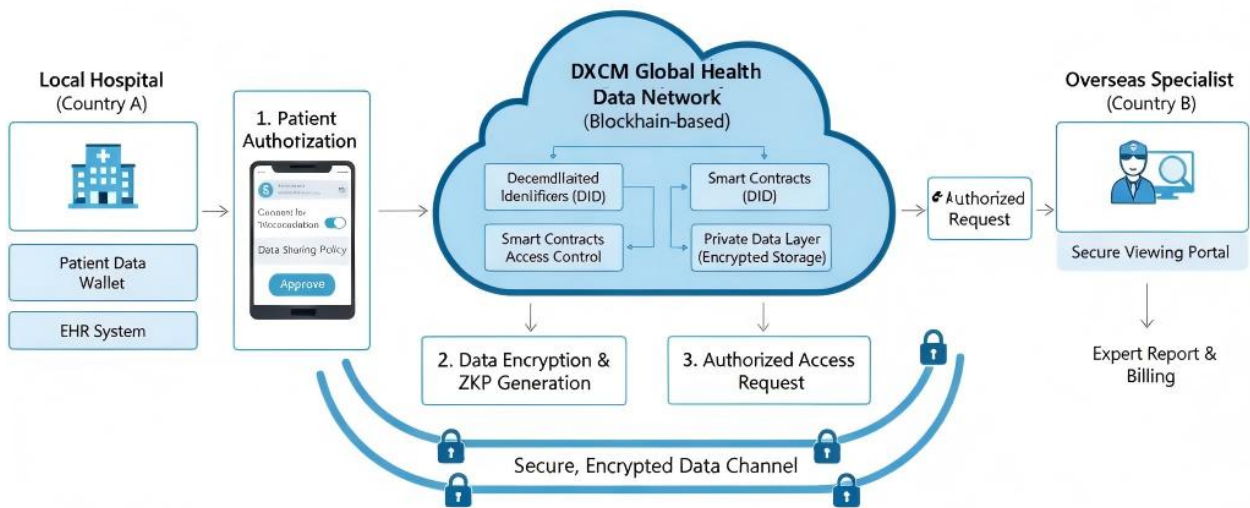 Local Hospital
(Country A)
Patient Data
Wallet
EHR System
1. Patient
Authorization
Data Sharing Policy
Approve
DXCM Global Health
Data Network
(Blockhain-based)
Identificers (DID)
Smart Contracts
Access Control
Smart Contracts
(DID)
Private Data Layer
(Encrypted Storage)
2. Data Encryption &
ZKP Generation
3. Authorized Access
Request
Authorized
Request
Overseas Specialist
(Country B)
Secure Viewing Portal
Expert Report &
Billing
Secure, Encrypted Data Channel